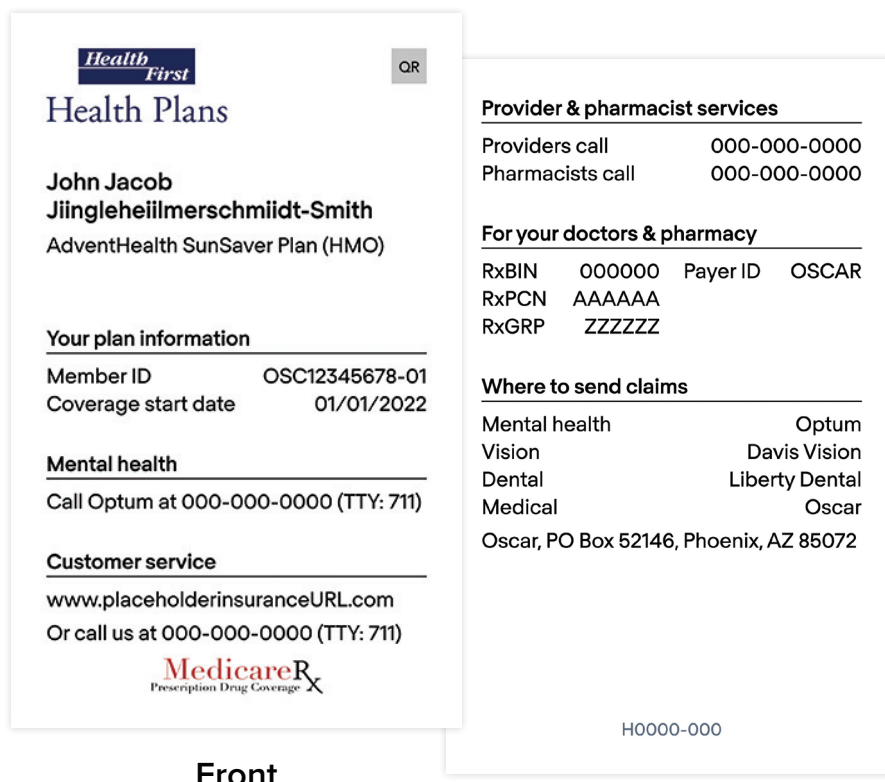 Health
First
QR
Health Plans
John Jacob
Jiingleheiilmerschmiidt-Smith
AdventHealth SunSaver Plan (HMO)
Your plan information
Member ID OSC12345678-01
Coverage start date 01/01/2022
Mental health
Call Optum at 000-000-0000 (TTY: 711)
Customer service
www.placeholderinsuranceURL.com
Or call us at 000-000-0000 (TTY: 711)
MedicareRx
Prescription Drug Coverage
Front
Provider & pharmacist services
Providers call 000-000-0000
Pharmacists call 000-000-0000
For your doctors & pharmacy
RxBIN 000000 Payer ID OSCAR
RxPCN AAAAAA
RxGRP ZZZZZZ
Where to send claims
Mental health Optum
Vision Davis Vision
Dental Liberty Dental
Medical Oscar
Oscar, PO Box 52146, Phoenix, AZ 85072
H0000-000